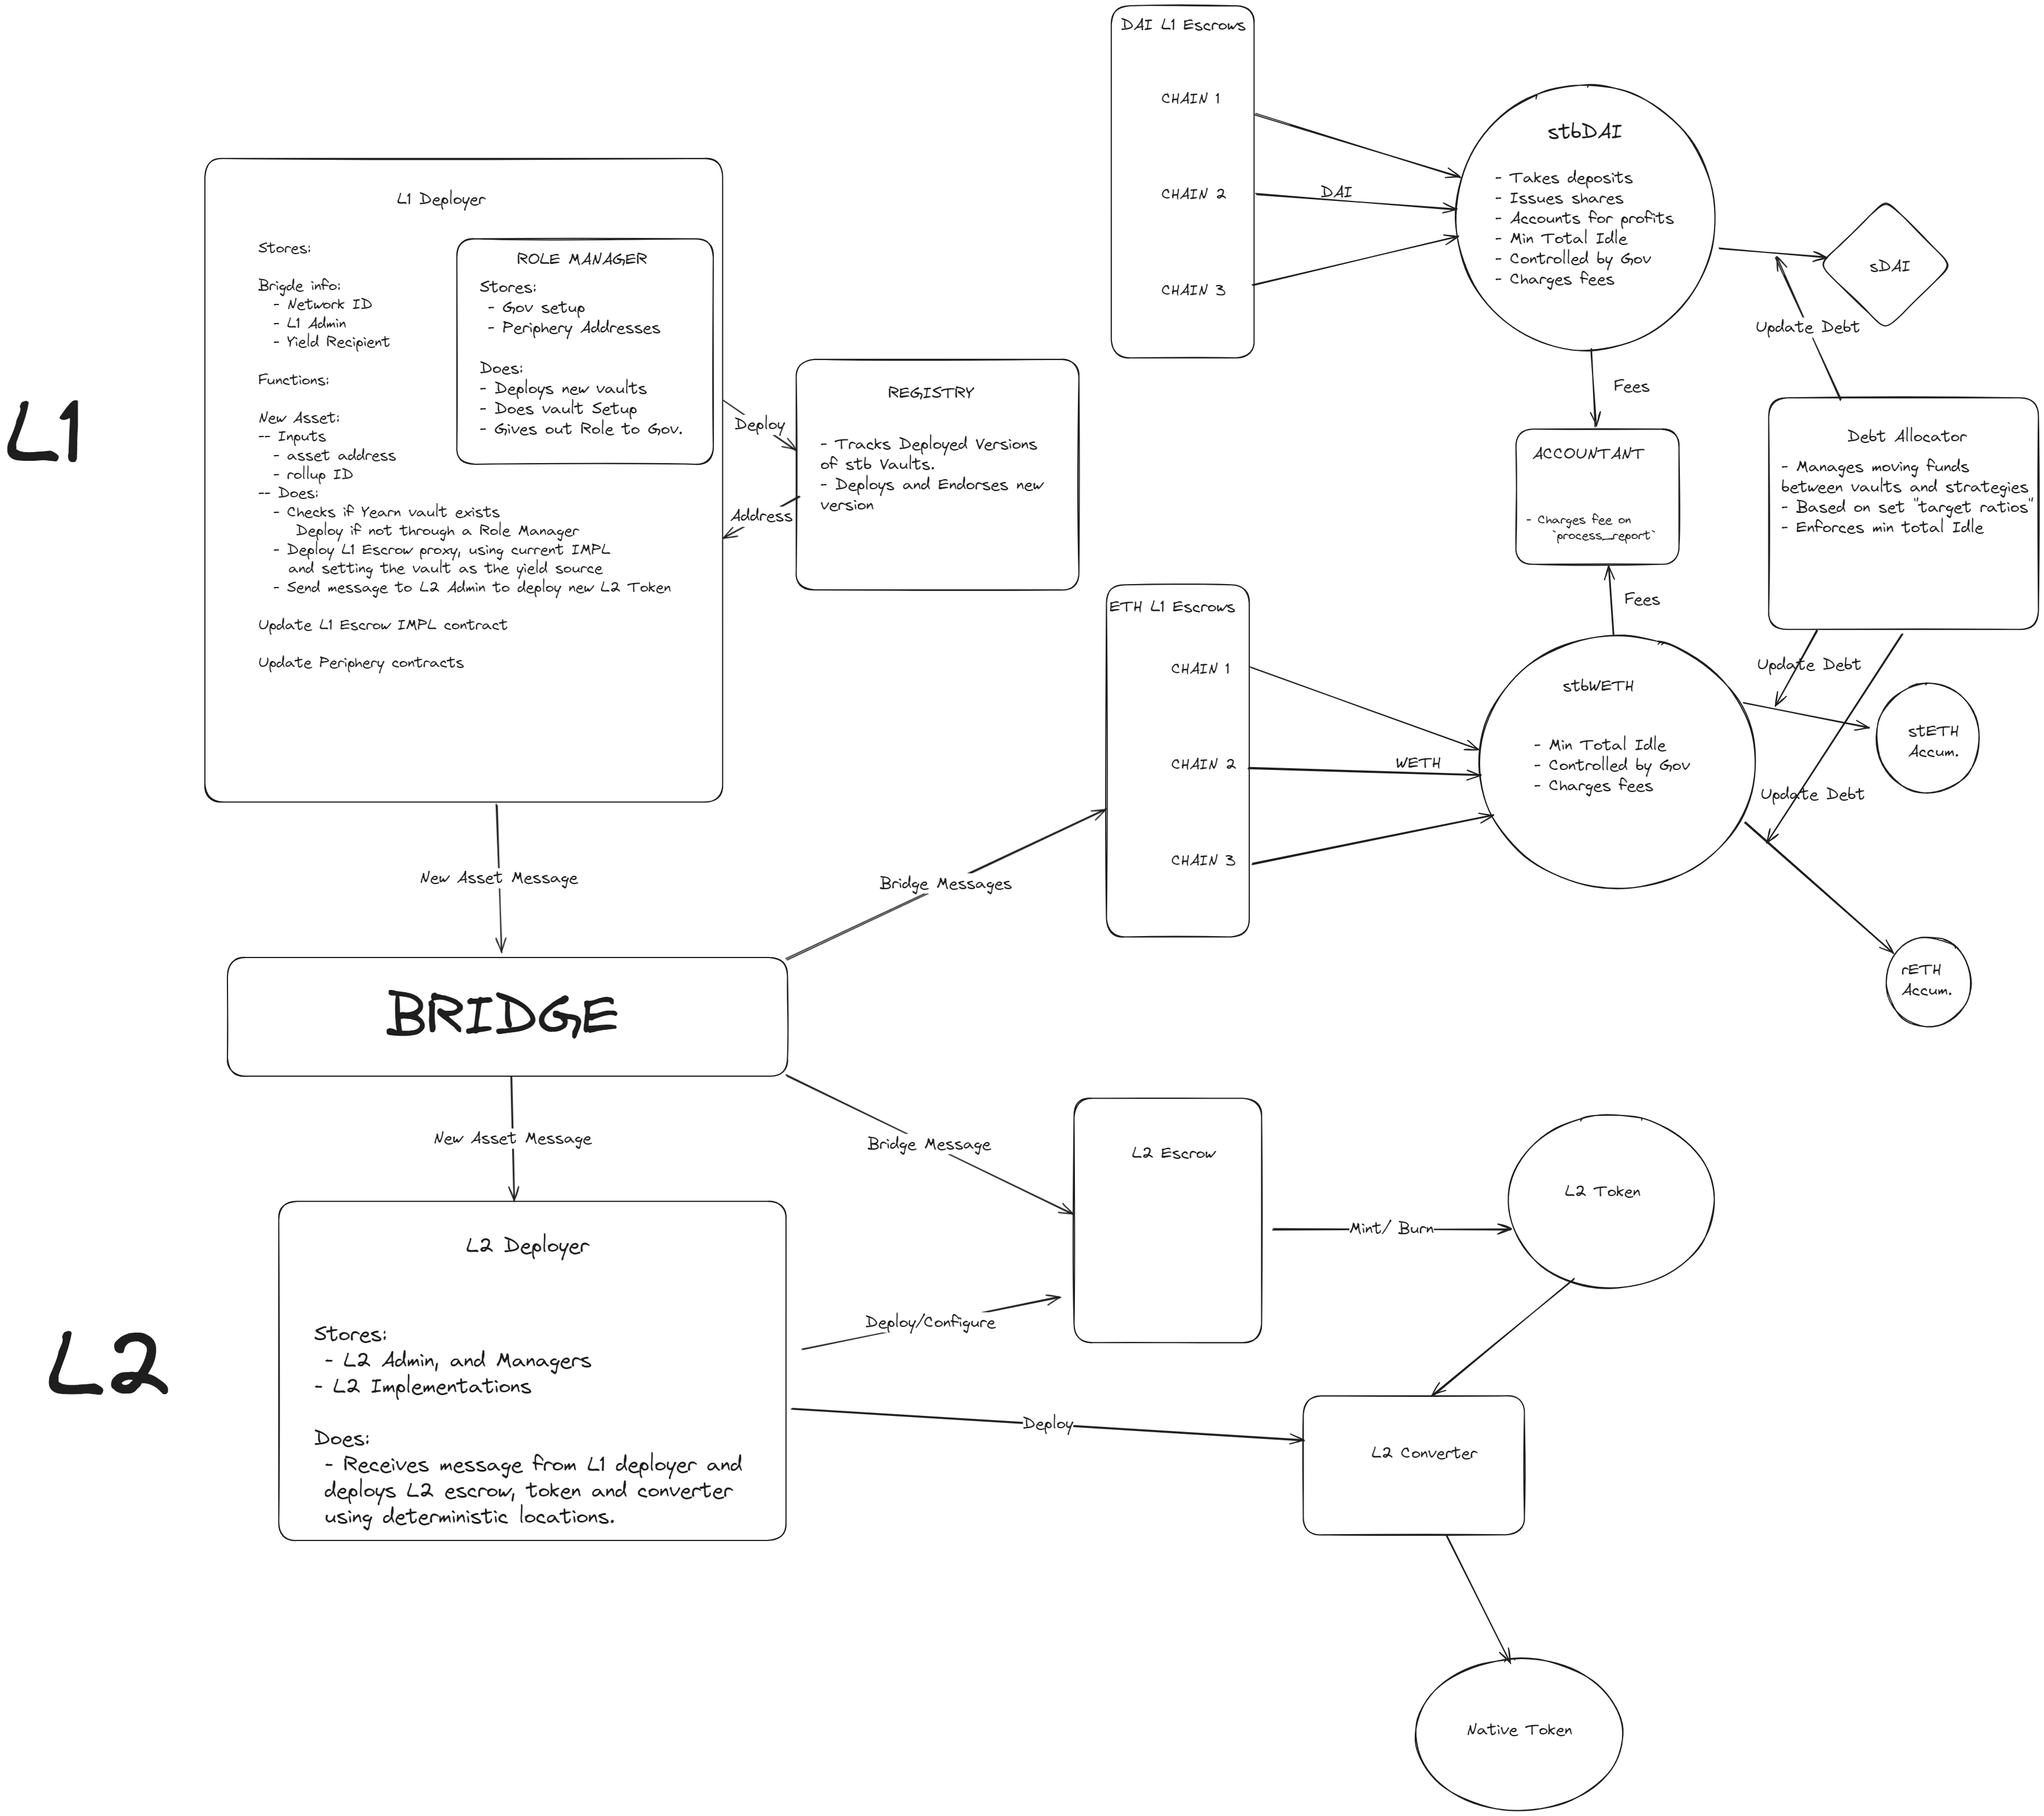 L1
L1 Deployer
Stores:
Brigde info:
- Network ID
- L1 Admin
- Yield Recipient
Functions:
New Asset:
-- Inputs
- asset address
- rollup ID
-- Does:
- Checks if Yearn vault exists
Deploy if not through a Role Manager
- Deploy L1 Escrow proxy, using current IMPL
and setting the vault as the yield source
- Send message to L2 Admin to deploy new L2 Token
Update L1 Escrow IMPL contract
Update Periphery contracts
ROLE MANAGER
Stores:
- Gov setup
- Periphery Addresses
Does:
- Deploys new vaults
- Does vault Setup
- Gives out Role to Gov.
Deploy
Address
REGISTRY
- Tracks Deployed Versions
of stb Vaults.
- Deploys and Endorses new
version
DAI L1 Escrows
CHAIN 1
CHAIN 2
CHAIN 3
DAI
stbDAI
- Takes deposits
- Issues shares
- Accounts for profits
- Min Total Idle
- Controlled by Gov
- Charges fees
sDAI
Update Debt
Fees
ACCOUNTANT
- Charges fee on
`process_report`
Debt Allocator
- Manages moving funds
between vaults and strategies
- Based on set "target ratios"
- Enforces min total Idle
Fees
ETH L1 Escrows
CHAIN 1
CHAIN 2
CHAIN 3
WETH
stbWETH
- Min Total Idle
- Controlled by Gov
- Charges fees
Update Debt
stETH
Accum.
Update Debt
rETH
Accum.
New Asset Message
Bridge Messages
BRIDGE
New Asset Message
Bridge Message
L2
L2 Deployer
Stores:
- L2 Admin, and Managers
- L2 Implementations
Does:
- Receives message from L1 deployer and
deploys L2 escrow, token and converter
using deterministic locations.
Deploy/Configure
Deploy
L2 Escrow
Mint/ Burn
L2 Token
L2 Converter
Native Token